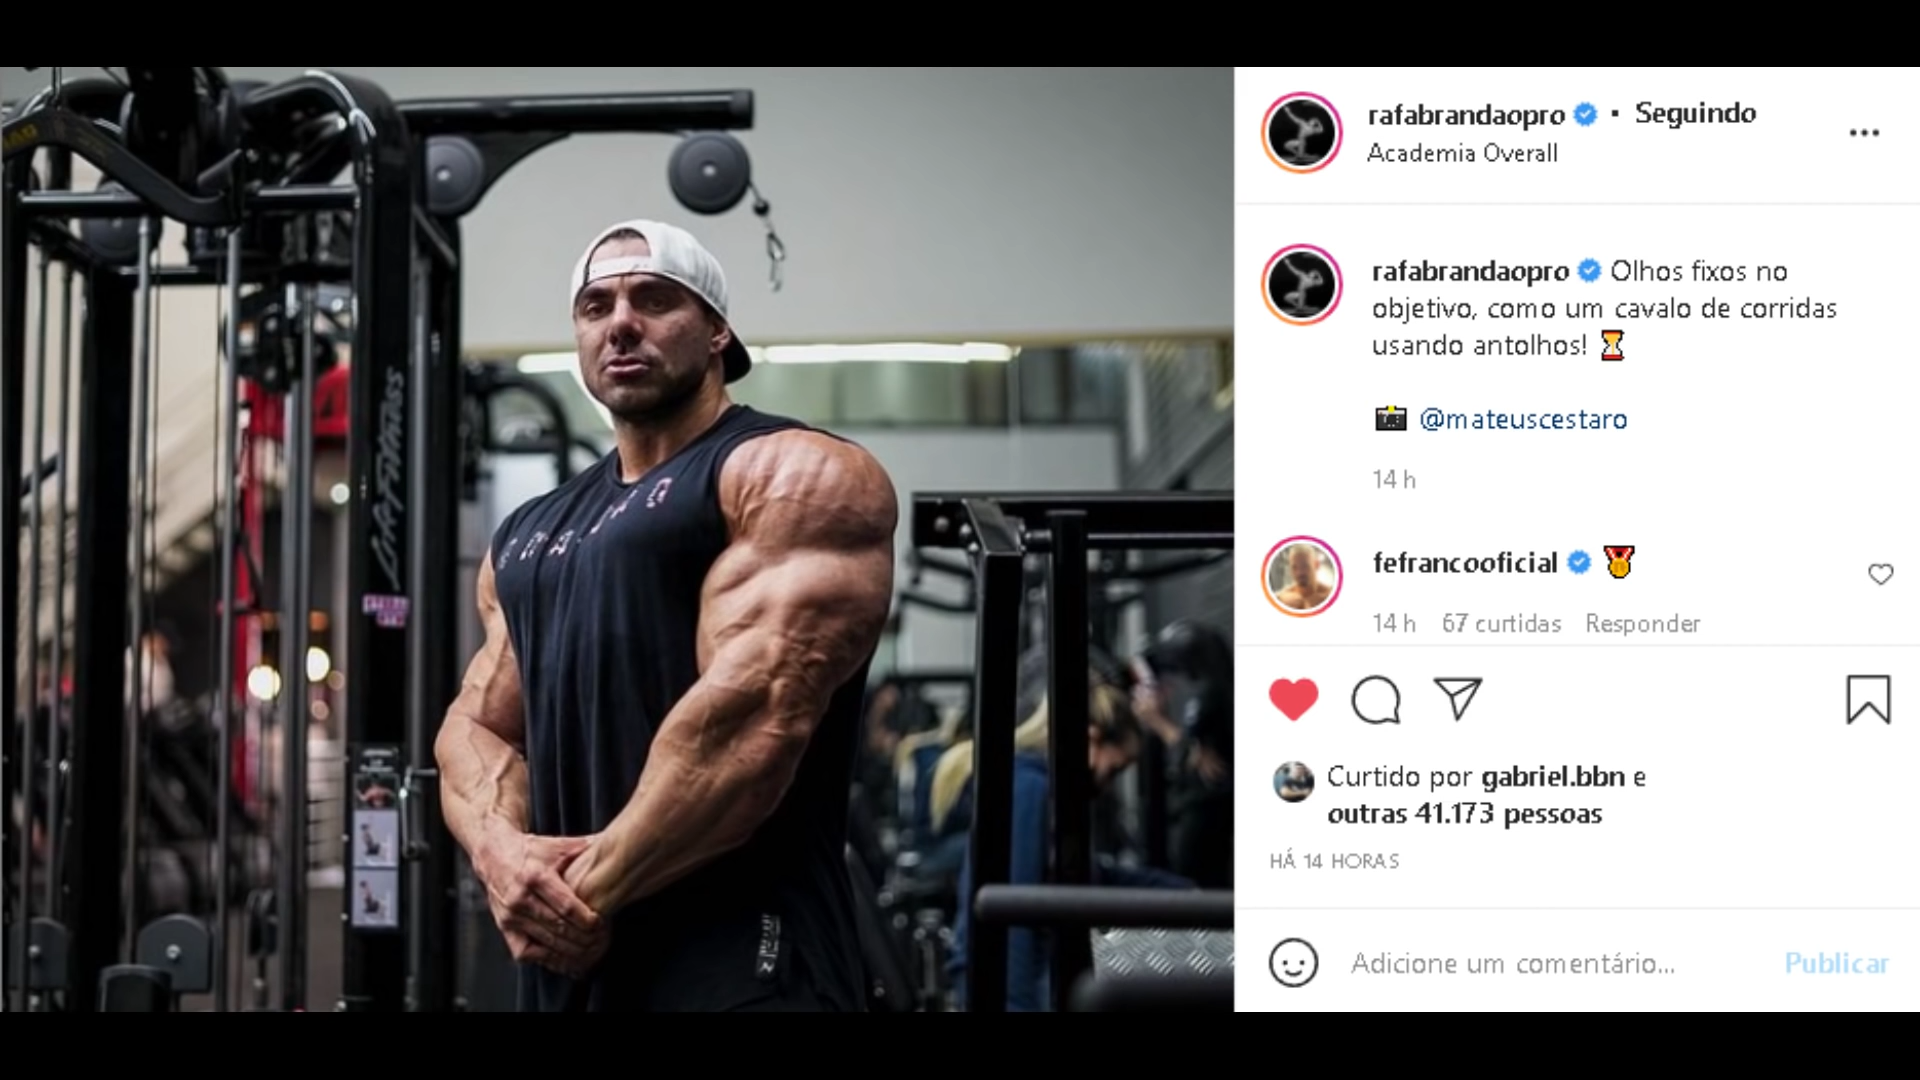 rafabrandaopro • Seguindo
Academia Overall
rafabrandaopro Olhos fixos no
objetivo, como um cavalo de corridas
usando antolhos! ⏳
📸 @mateuscestaro
14 h
fefrancooficial 🏅
14 h 67 curtidas Responder
Curtido por gabriel.bbn e
outras 41.173 pessoas
HÁ 14 HORAS
Adicione um comentário... Publicar
Life Fitness